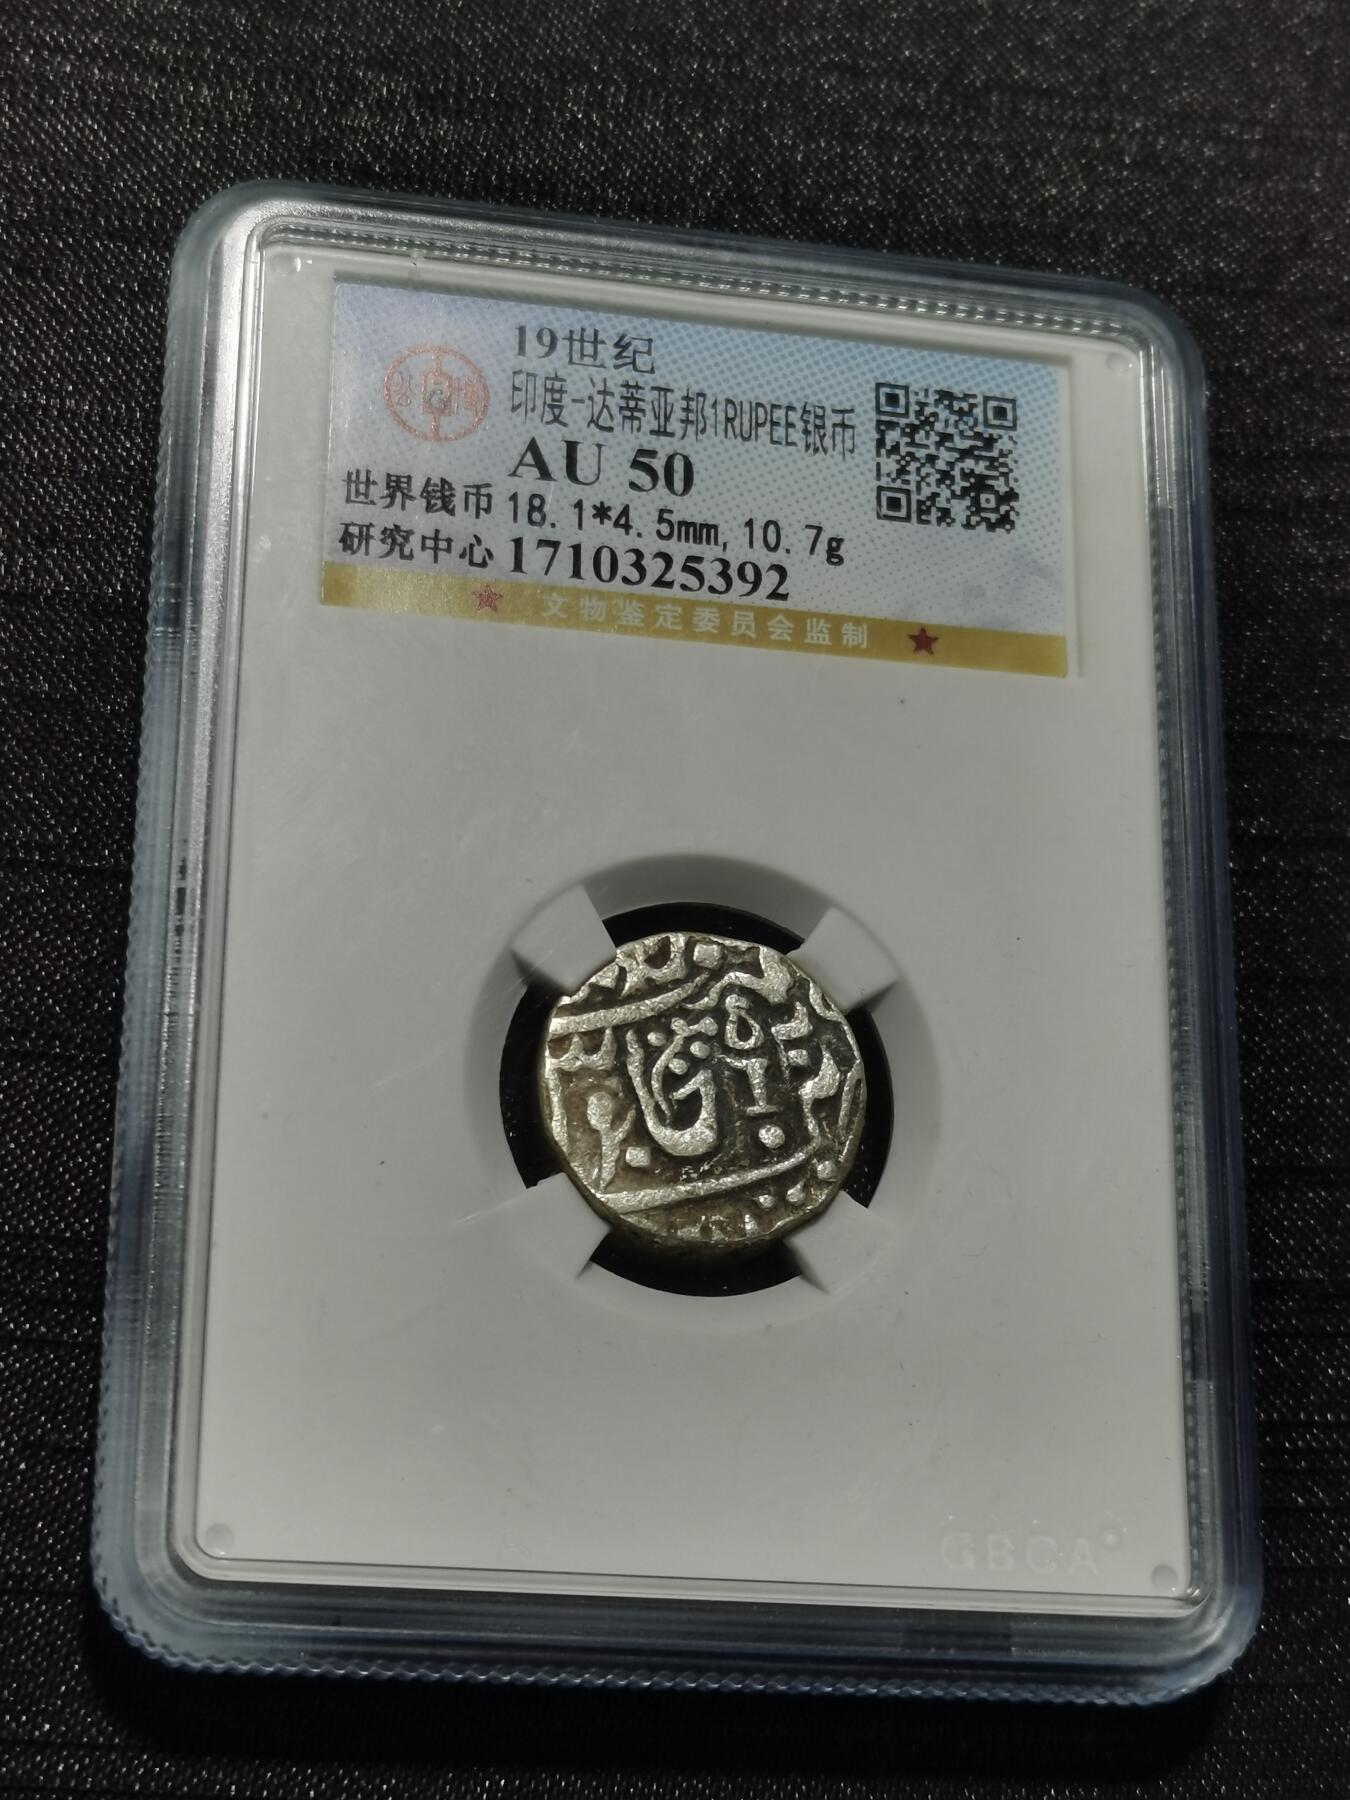 19世纪
印度-达蒂亚邦1RUPEE银币
AU 50
世界钱币 18.1*4.5mm,10.7g
研究中心 1710325392
文物鉴定委员会监制
GBCA